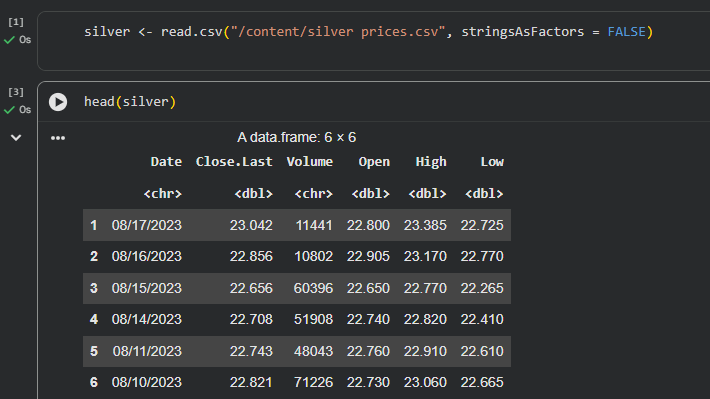 [1]
0s
silver <- read.csv("/content/silver prices.csv", stringsAsFactors = FALSE)
[3]
0s
head(silver)
A data.frame: 6 × 6
Date Close.Last Volume Open High Low
<chr> <dbl> <chr> <dbl> <dbl> <dbl>
1 08/17/2023 23.042 11441 22.800 23.385 22.725
2 08/16/2023 22.856 10802 22.905 23.170 22.770
3 08/15/2023 22.656 60396 22.650 22.770 22.265
4 08/14/2023 22.708 51908 22.740 22.820 22.410
5 08/11/2023 22.743 48043 22.760 22.910 22.610
6 08/10/2023 22.821 71226 22.730 23.060 22.665